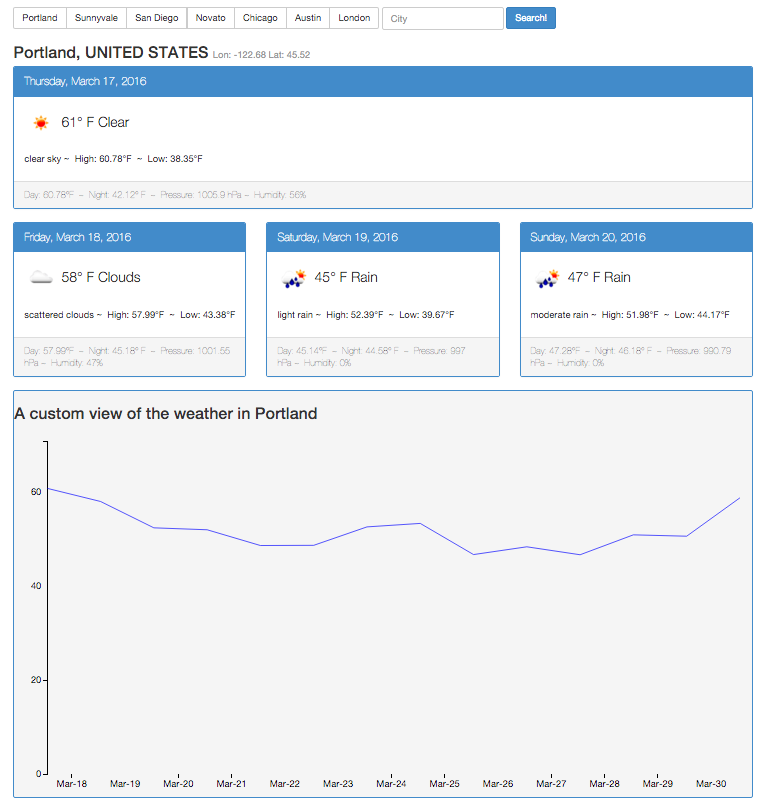 Portland Sunnyvale San Diego Novato Chicago Austin London City Search!
Portland, UNITED STATES Lon: -122.68 Lat: 45.52
Thursday, March 17, 2016
61° F Clear
clear sky ~ High: 60.78°F ~ Low: 38.35°F
Day: 60.78°F ~ Night: 42.12° F ~ Pressure: 1005.9 hPa ~ Humdity: 56%
Friday, March 18, 2016
58° F Clouds
scattered clouds ~ High: 57.99°F ~ Low: 43.38°F
Day: 57.99°F ~ Night: 45.18° F ~ Pressure: 1001.55
hPa ~ Humdity: 47%
Saturday, March 19, 2016
45° F Rain
light rain ~ High: 52.39°F ~ Low: 39.67°F
Day: 45.14°F ~ Night: 44.58° F ~ Pressure: 997
hPa ~ Humdity: 0%
Sunday, March 20, 2016
47° F Rain
moderate rain ~ High: 51.98°F ~ Low: 44.17°F
Day: 47.28°F ~ Night: 46.18° F ~ Pressure: 990.79
hPa ~ Humdity: 0%
A custom view of the weather in Portland
60
40
20
0
Mar-18 Mar-19 Mar-20 Mar-21 Mar-22 Mar-23 Mar-24 Mar-25 Mar-26 Mar-27 Mar-28 Mar-29 Mar-30